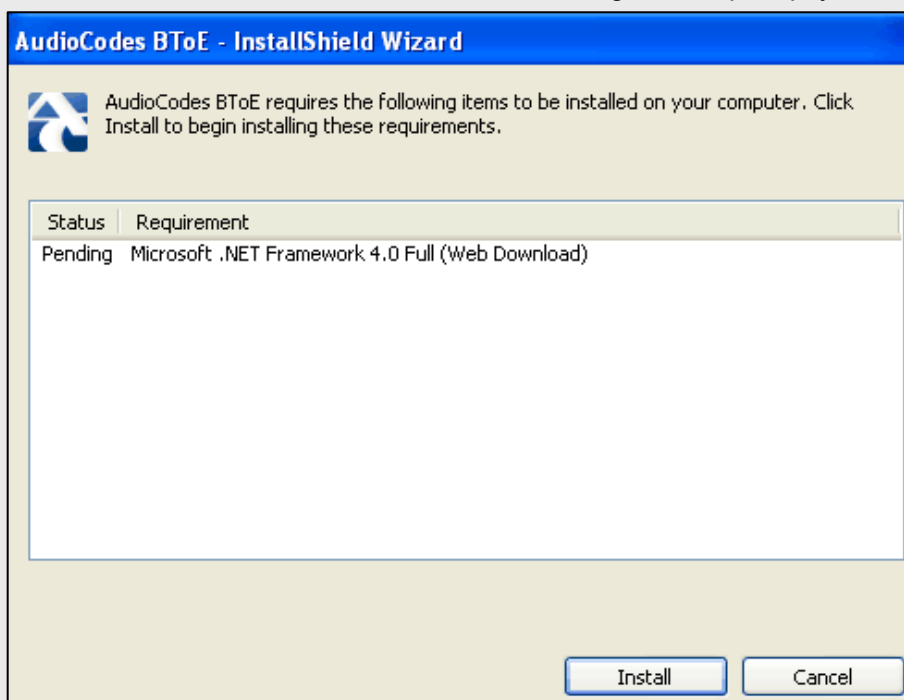 AudioCodes BToE - InstallShield Wizard
AudioCodes BToE requires the following items to be installed on your computer. Click
Install to begin installing these requirements.
Status Requirement
Pending Microsoft .NET Framework 4.0 Full (Web Download)
Install Cancel